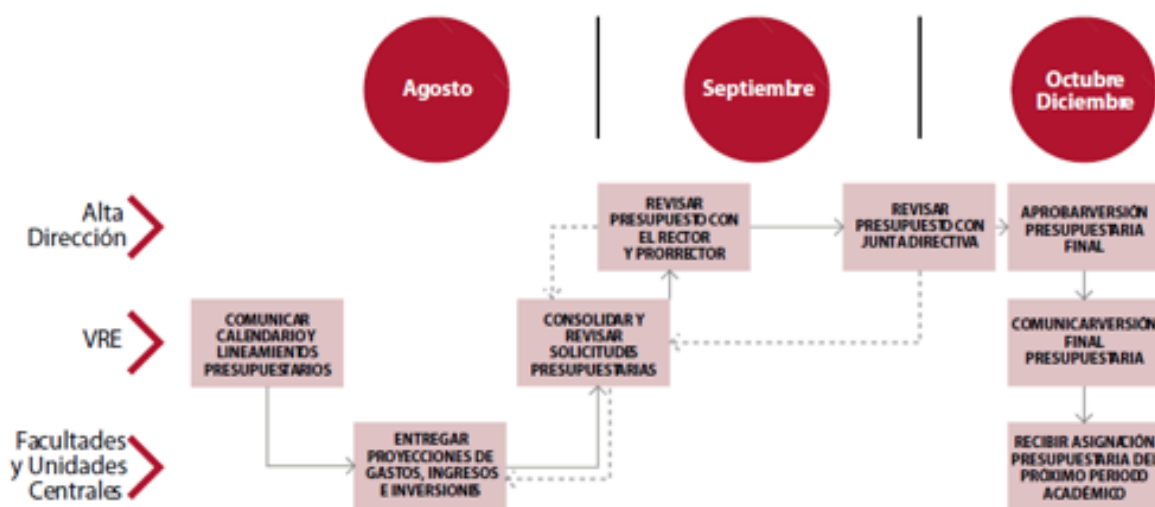 Agosto
Septiembre
Octubre
Diciembre
Alta
Dirección
REVISAR
PRESUPUESTO CON
EL RECTOR
Y PRORRECTOR
REVISAR
PRESUPUESTO CON
JUNTA DIRECTIVA
APROBAR VERSIÓN
PRESUPUESTARIA
FINAL
VRE
COMUNICAR
CALENDARIO Y
LINEAMIENTOS
PRESUPUESTARIOS
CONSOLIDAR Y
REVISAR
SOLICITUDES
PRESUPUESTARIAS
COMUNICAR VERSIÓN
FINAL
PRESUPUESTARIA
Facultades
y Unidades
Centrales
ENTREGAR
PROYECCIONES DE
GASTOS, INGRESOS
E INVERSIONES
RECIBIR ASIGNACIÓN
PRESUPUESTARIA DEL
PRÓXIMO PERIODO
ACADÉMICO